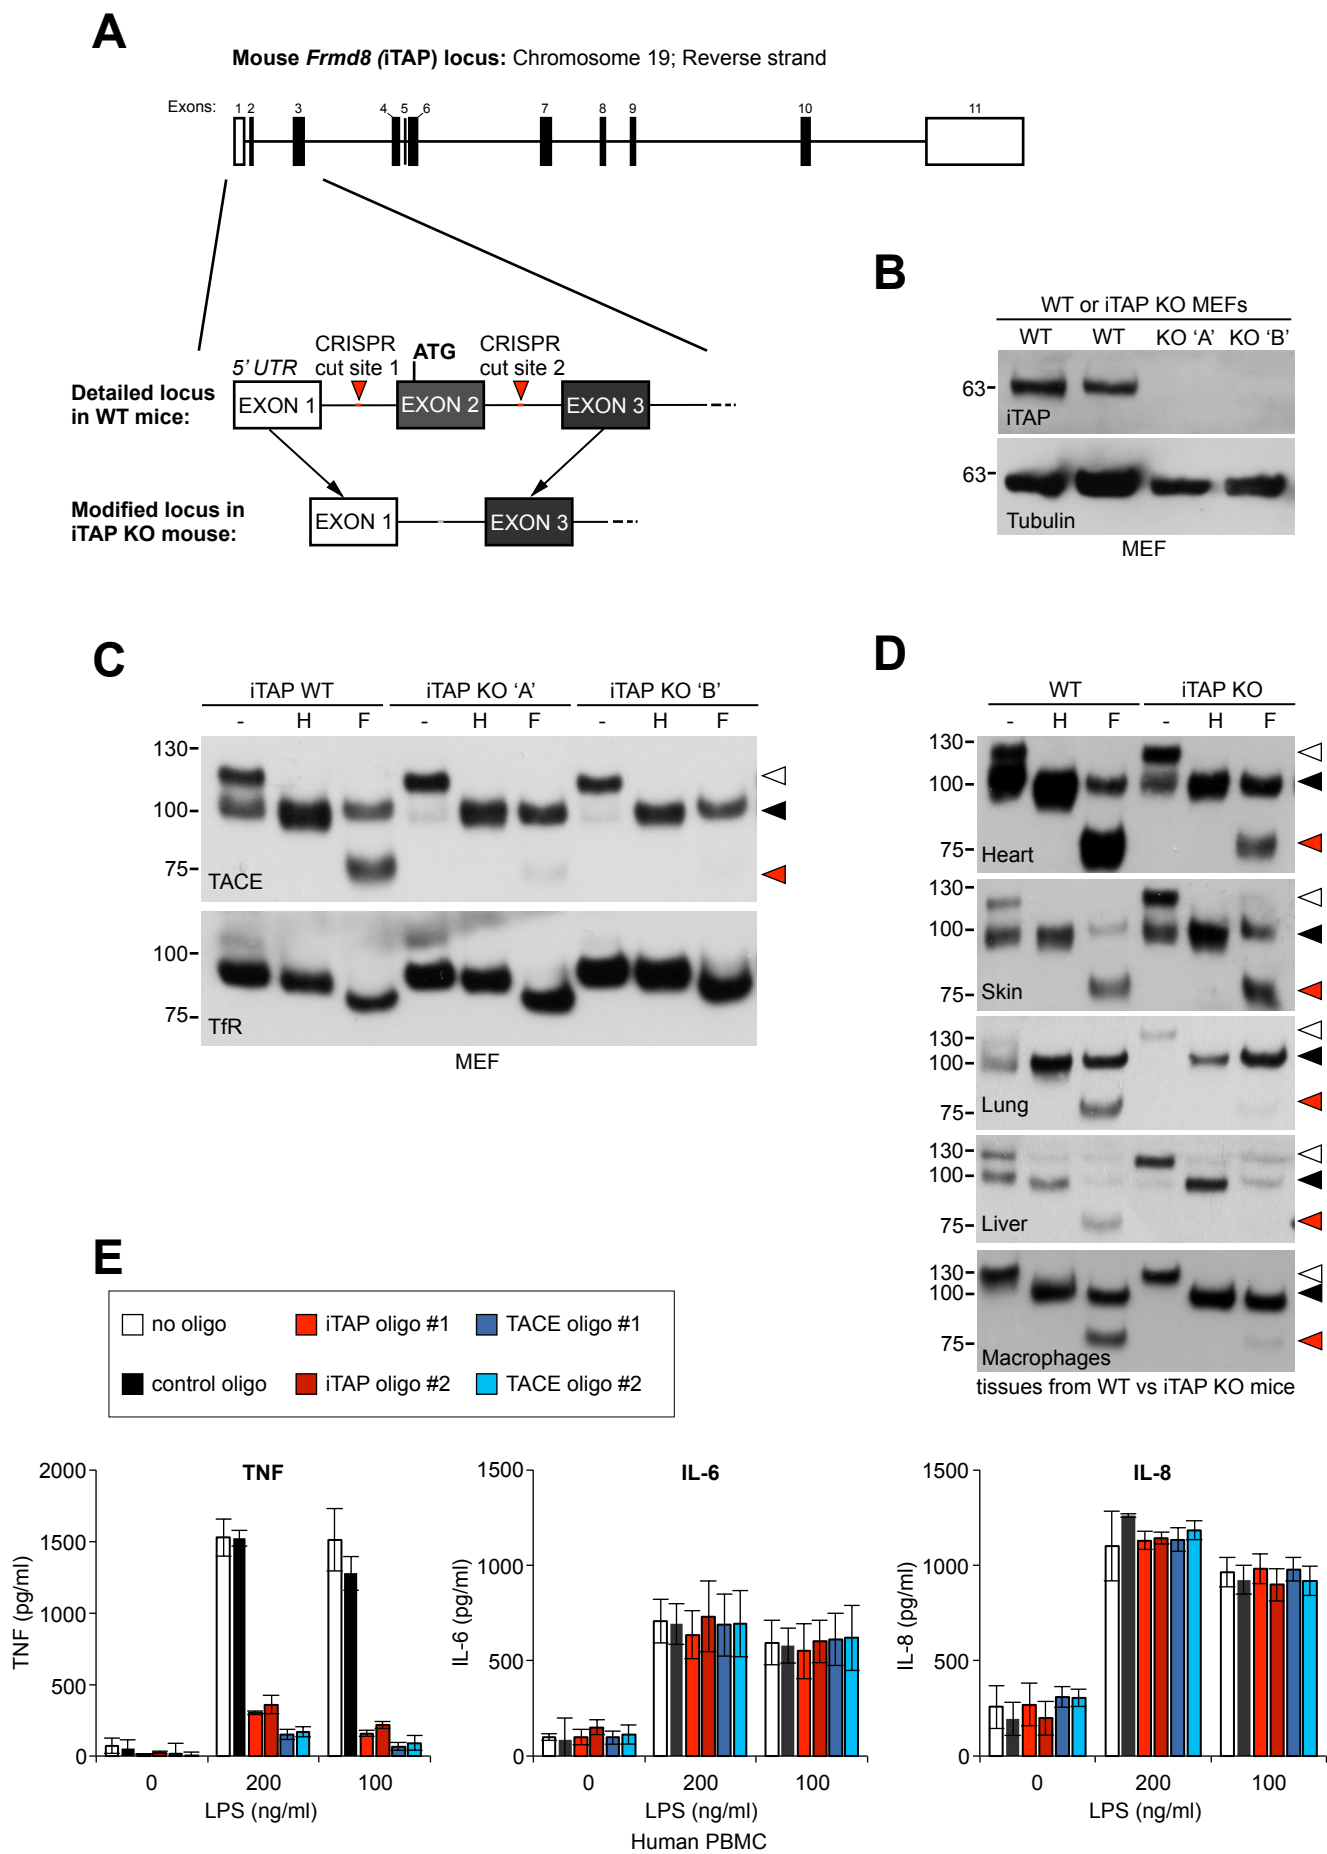 A
Mouse Frmd8 (iTAP) locus: Chromosome 19; Reverse strand
Exons: 1 2 3 4 5 6 7 8 9 10 11
CRISPR cut site 1
ATG
CRISPR cut site 2
5' UTR
Detailed locus in WT mice:
EXON 1 EXON 2 EXON 3
Modified locus in iTAP KO mouse:
EXON 1 EXON 3
B
WT or iTAP KO MEFs
WT WT KO ‘A’ KO ‘B’
63-
iTAP
63-
Tubulin
MEF
C
iTAP WT iTAP KO ‘A’ iTAP KO ‘B’
- H F - H F - H F
130-
100-
75-
TACE
100-
75-
TfR
MEF
D
WT iTAP KO
- H F - H F
130-
100-
75-
Heart
130-
100-
75-
Skin
130-
100-
75-
Lung
130-
100-
75-
Liver
130-
100-
75-
Macrophages
tissues from WT vs iTAP KO mice
E
no oligo iTAP oligo #1 TACE oligo #1
control oligo iTAP oligo #2 TACE oligo #2
TNF
TNF (pg/ml)
2000
1500
1000
500
0
0 200 100
LPS (ng/ml)
IL-6
IL-6 (pg/ml)
1500
1000
500
0
0 200 100
LPS (ng/ml)
Human PBMC
IL-8
IL-8 (pg/ml)
1500
1000
500
0
0 200 100
LPS (ng/ml)